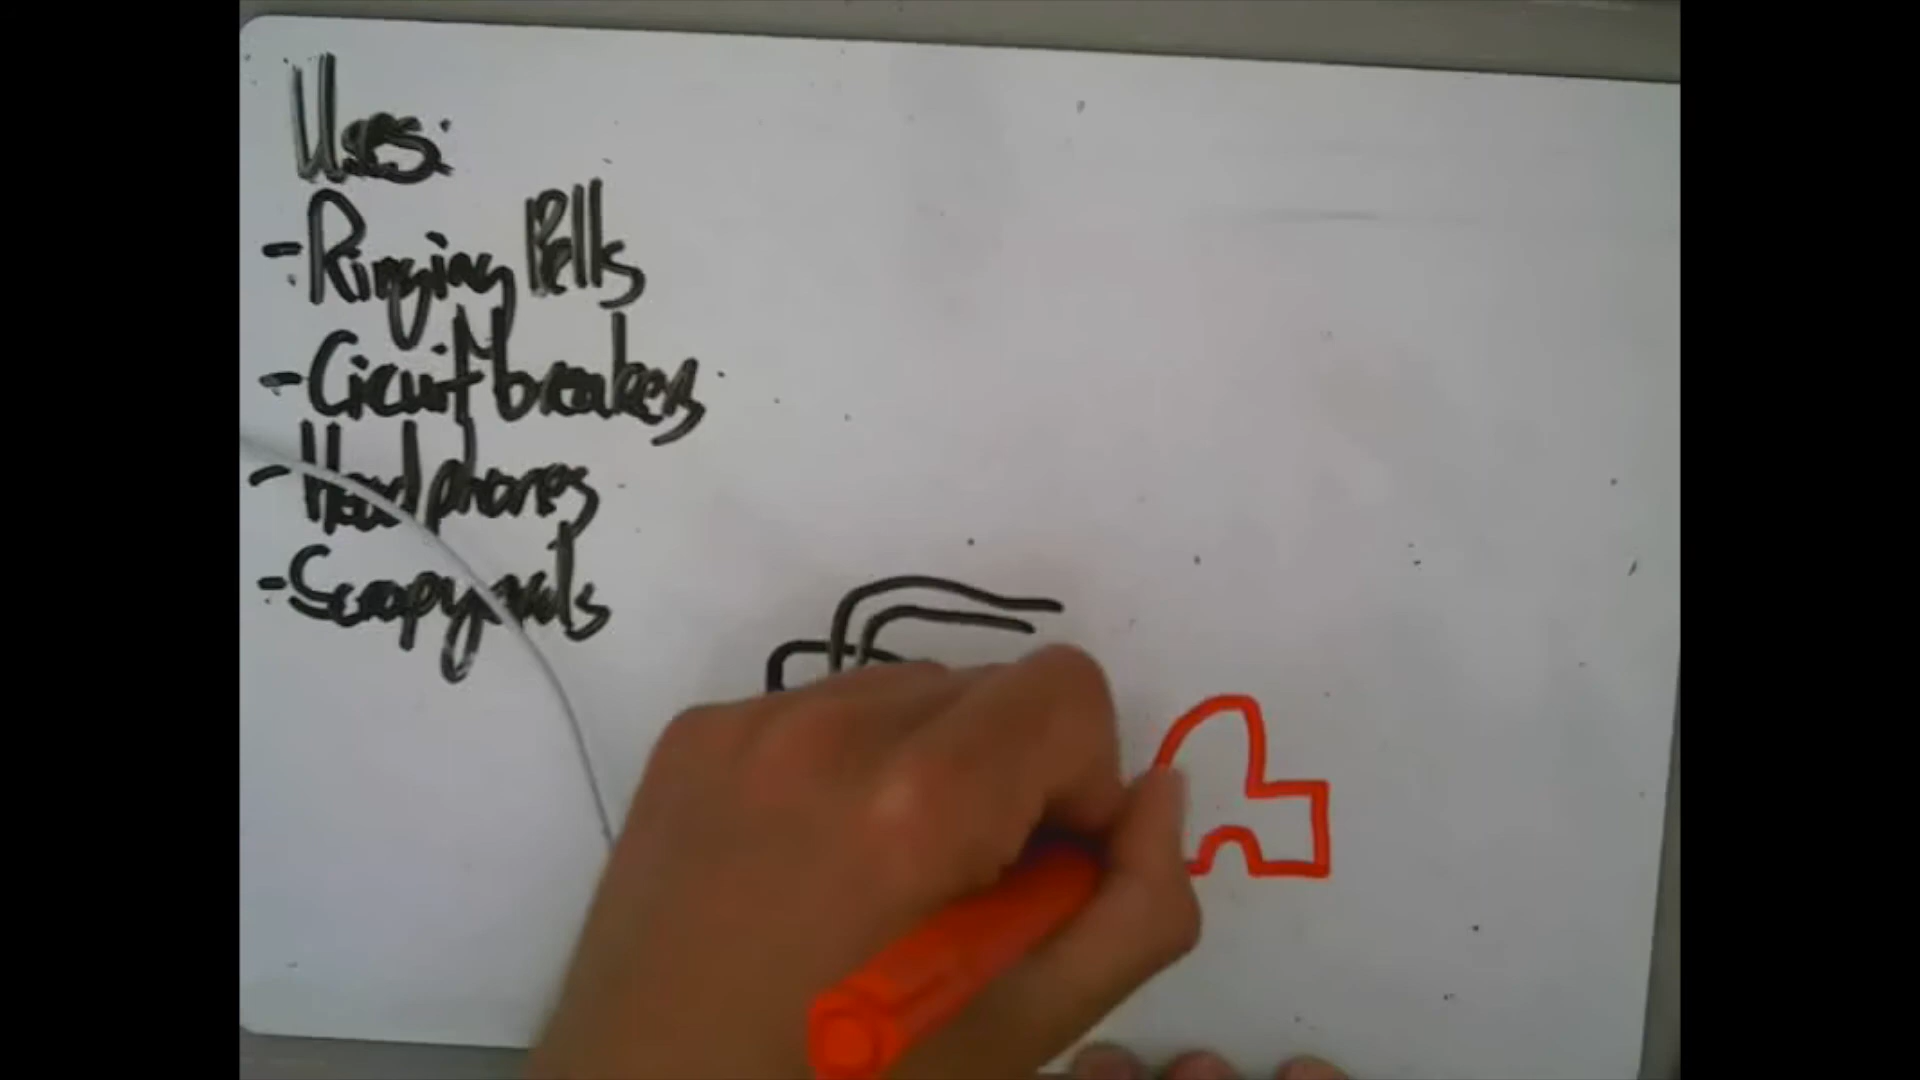 Uses:
- Ringing Bells
- Circuit breakers
- Headphones
- Scrapyards